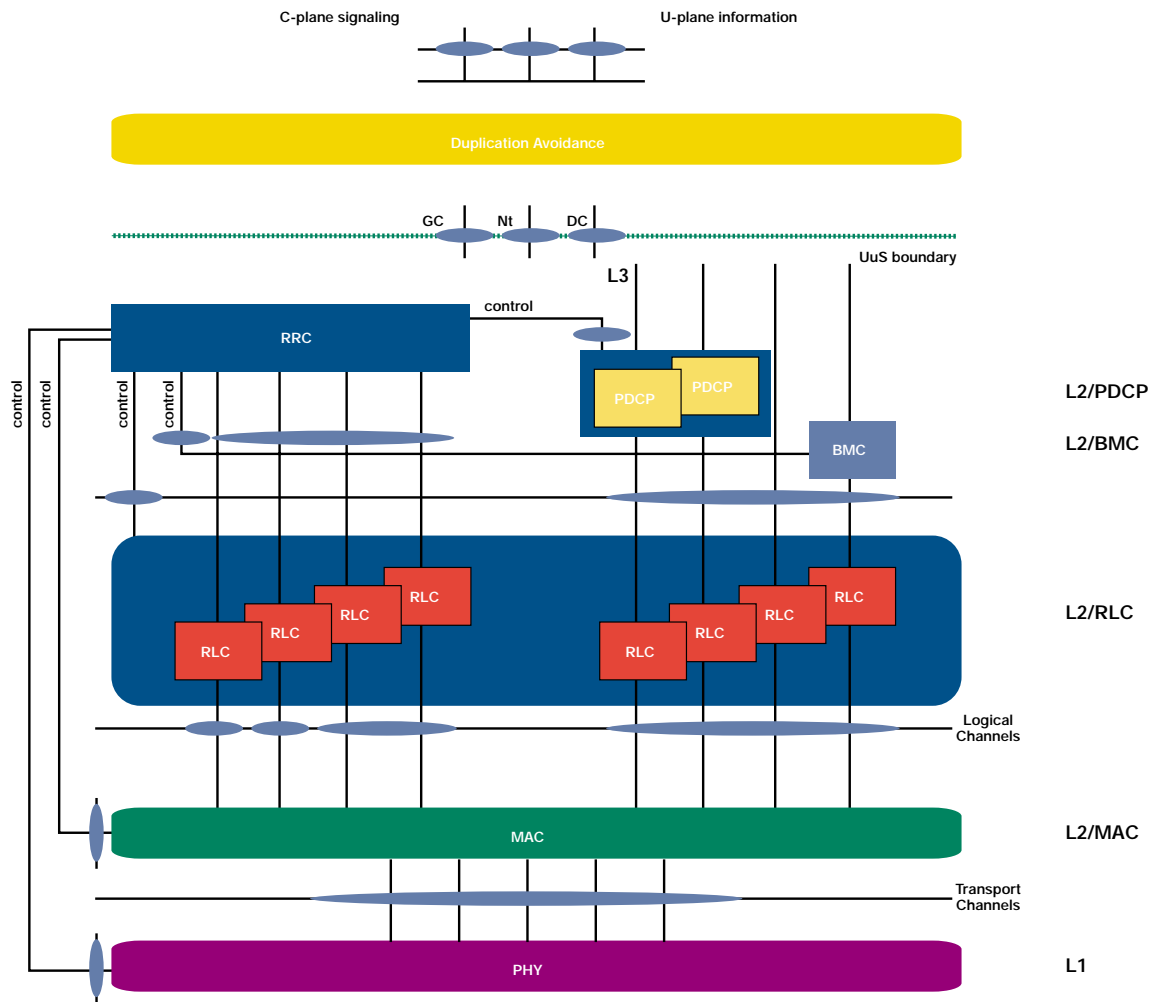 C-plane signaling
U-plane information
Duplication Avoidance
GC
Nt
DC
UuS boundary
L3
control
RRC
control
control
control
control
PDCP
PDCP
L2/PDCP
BMC
L2/BMC
RLC
RLC
RLC
RLC
RLC
RLC
RLC
RLC
L2/RLC
Logical
Channels
MAC
L2/MAC
Transport
Channels
PHY
L1